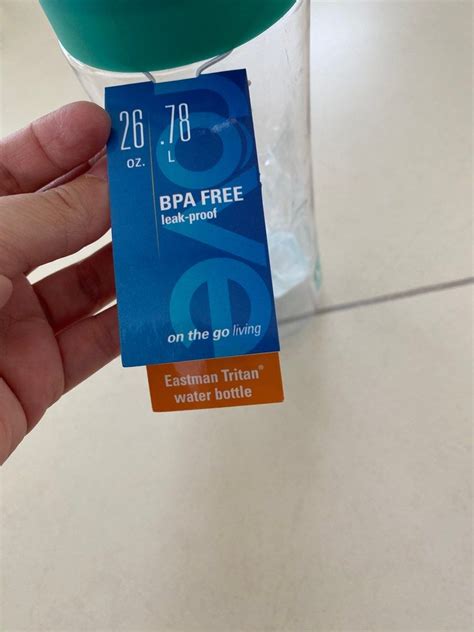 26 .78
OZ. L
BPA FREE
leak-proof
on the go living
Eastman Tritan®
water bottle